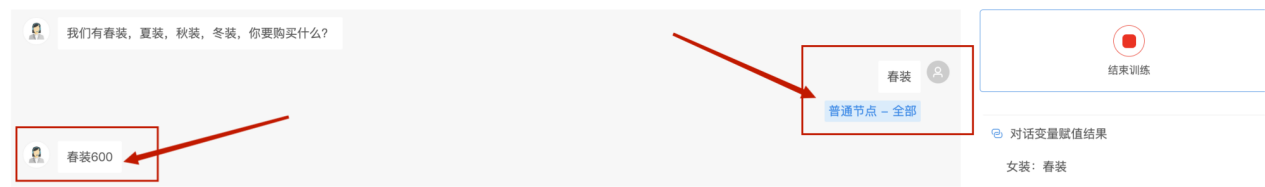 我们有春装，夏装，秋装，冬装，你要购买什么?
春装
普通节点 – 全部
春装600
结束训练
对话变量赋值结果
女装：春装